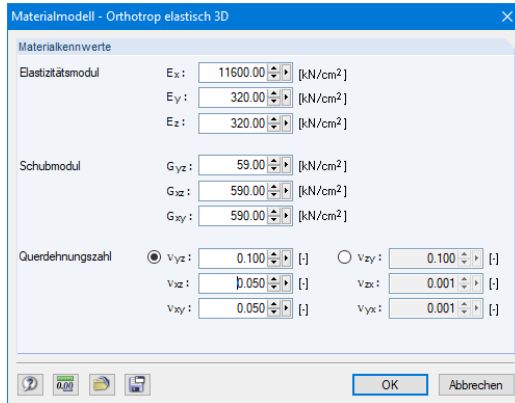 Materialmodell - Orthotrop elastisch 3D
Materialkennwerte
Elastizitätsmodul Ex: 11600.00 [kN/cm²]
Ey: 320.00 [kN/cm²]
Ez: 320.00 [kN/cm²]
Schubmodul Gyz: 59.00 [kN/cm²]
Gxz: 590.00 [kN/cm²]
Gxy: 590.00 [kN/cm²]
Querdehnungszahl νyz: 0.100 [-] νzy: 0.100 [-]
νxz: 0.050 [-] νzx: 0.001 [-]
νxy: 0.050 [-] νyx: 0.001 [-]
0.00 OK Abbrechen